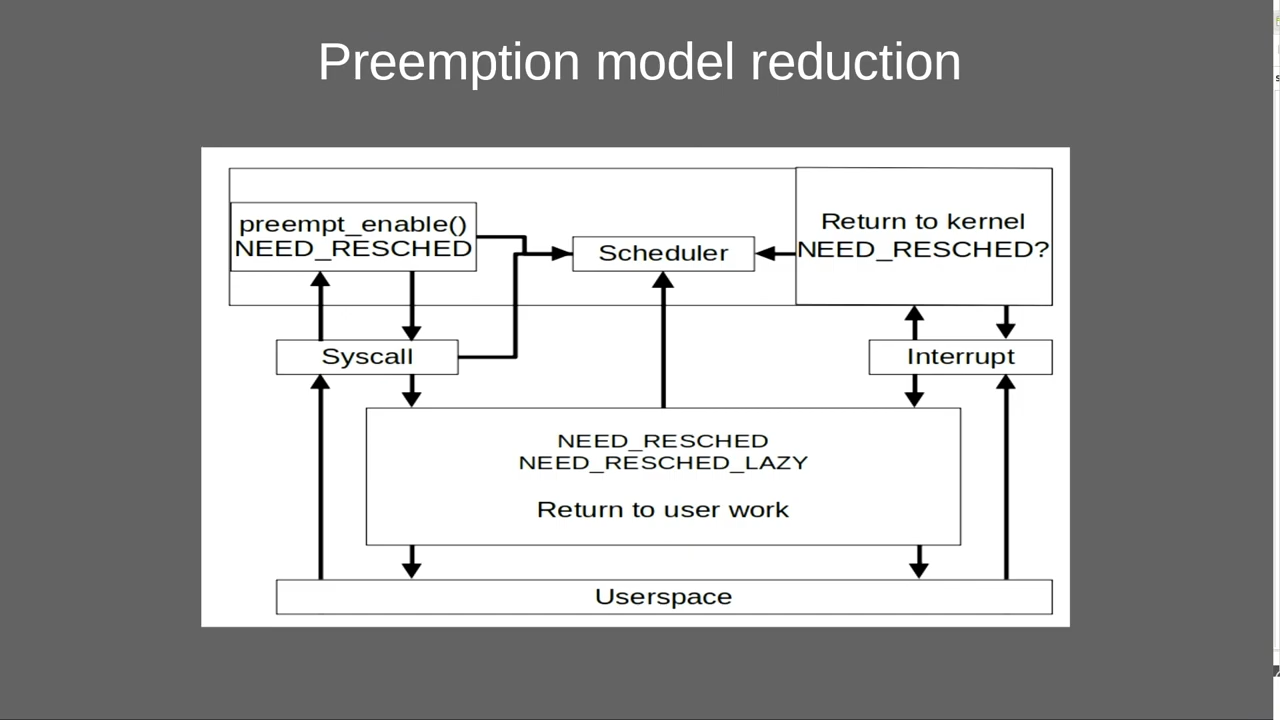 Preemption model reduction
preempt_enable()
NEED_RESCHED
Scheduler
Return to kernel
NEED_RESCHED?
Syscall
Interrupt
NEED_RESCHED
NEED_RESCHED_LAZY
Return to user work
Userspace